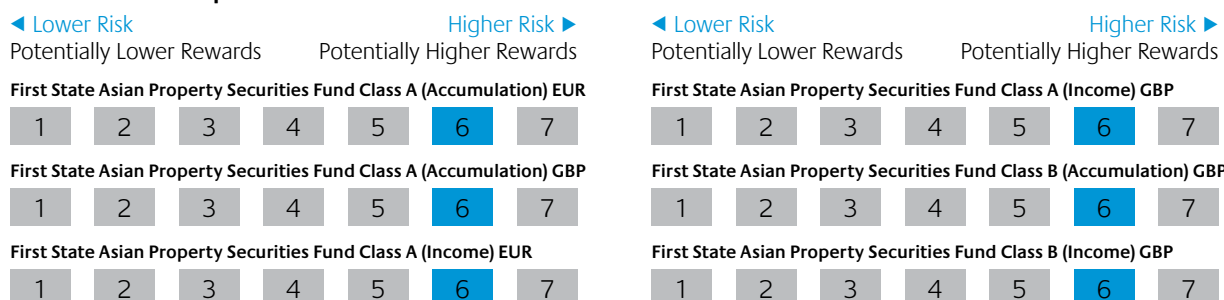 ◄ Lower Risk Higher Risk ►
Potentially Lower Rewards Potentially Higher Rewards
First State Asian Property Securities Fund Class A (Accumulation) EUR
1 2 3 4 5 6 7
First State Asian Property Securities Fund Class A (Accumulation) GBP
1 2 3 4 5 6 7
First State Asian Property Securities Fund Class A (Income) EUR
1 2 3 4 5 6 7
◄ Lower Risk Higher Risk ►
Potentially Lower Rewards Potentially Higher Rewards
First State Asian Property Securities Fund Class A (Income) GBP
1 2 3 4 5 6 7
First State Asian Property Securities Fund Class B (Accumulation) GBP
1 2 3 4 5 6 7
First State Asian Property Securities Fund Class B (Income) GBP
1 2 3 4 5 6 7